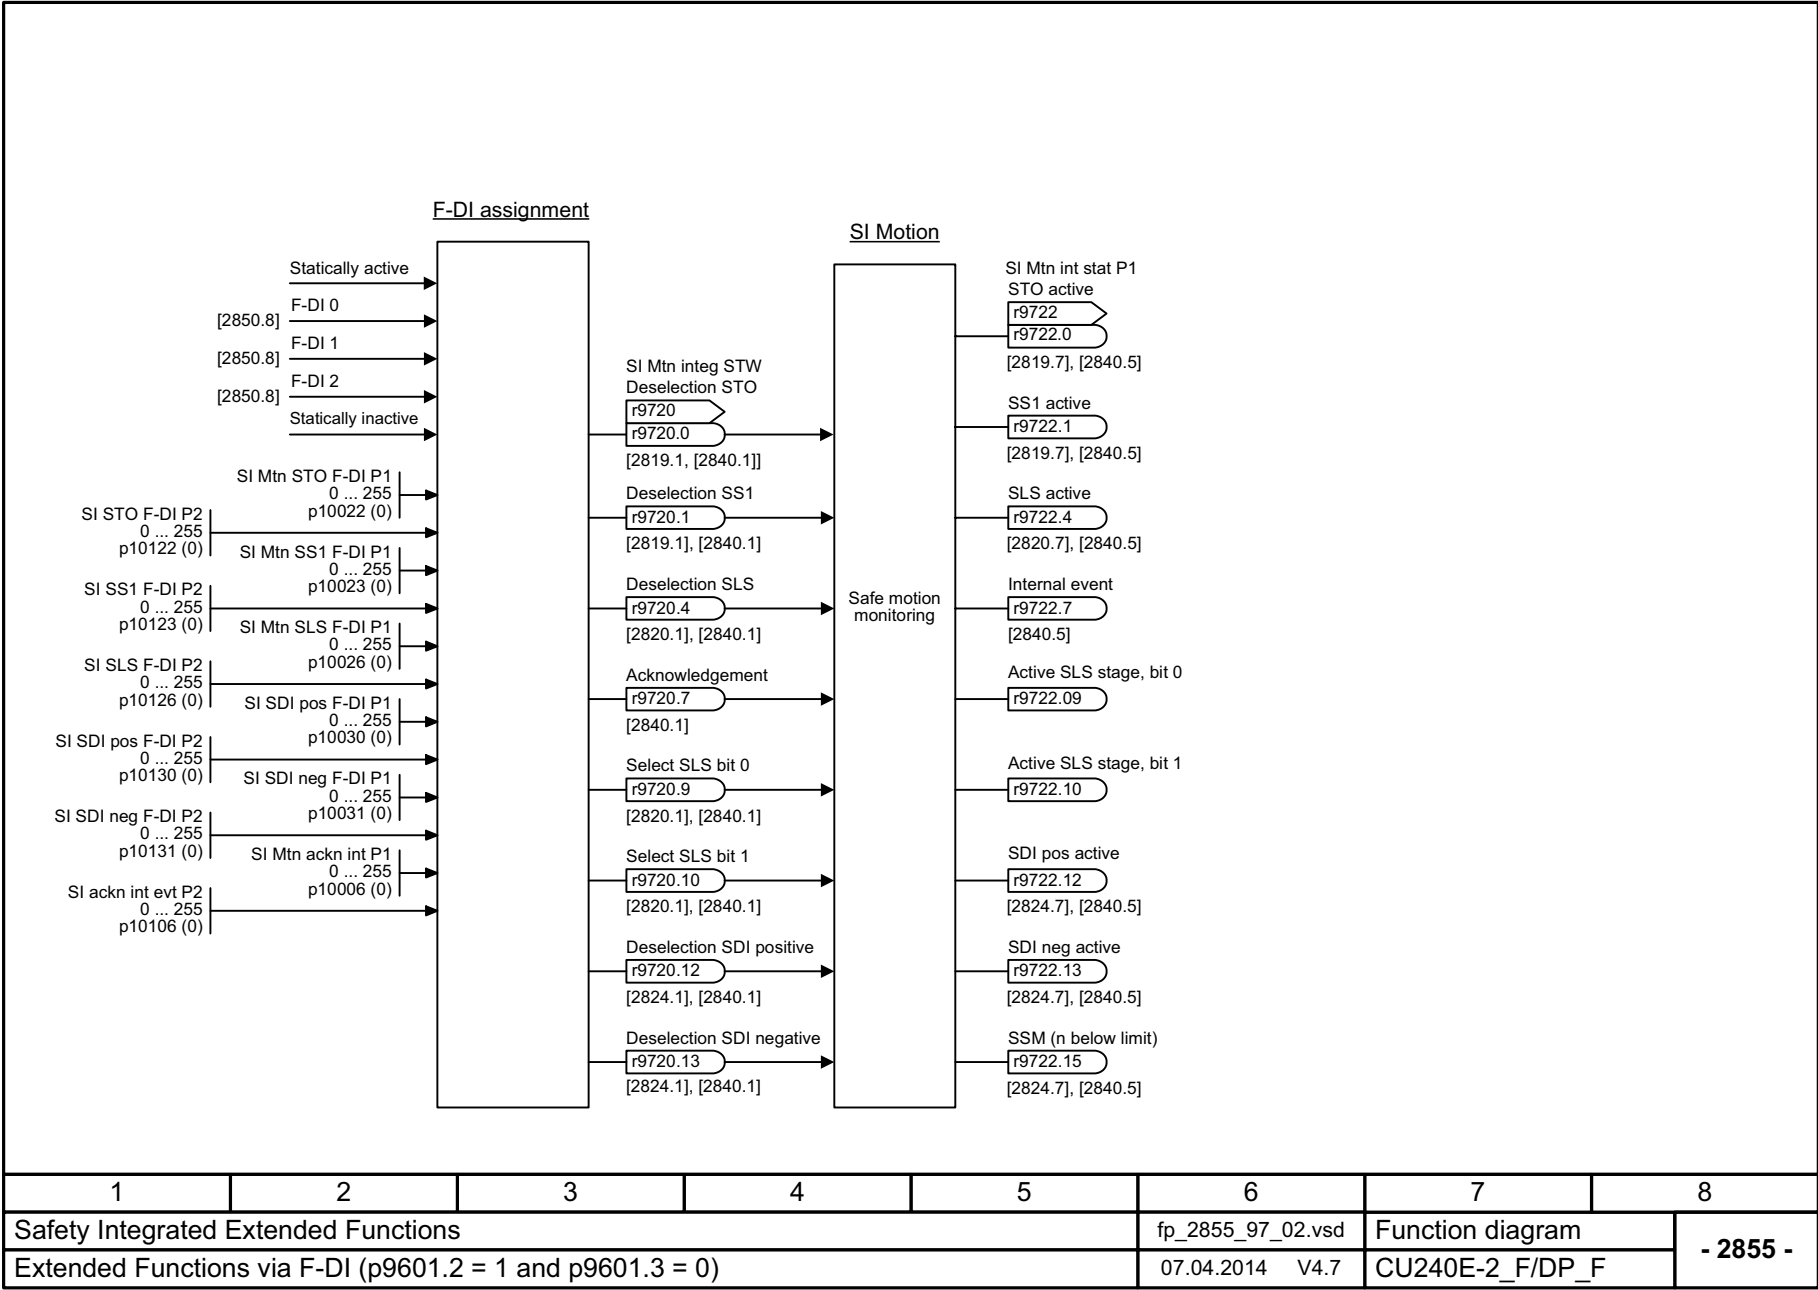 F-DI assignment
SI Motion
Statically active
F-DI 0
[2850.8]
F-DI 1
[2850.8]
F-DI 2
[2850.8]
Statically inactive
SI Mtn STO F-DI P1
0 ... 255
p10022 (0)
SI STO F-DI P2
0 ... 255
p10122 (0)
SI Mtn SS1 F-DI P1
0 ... 255
p10023 (0)
SI SS1 F-DI P2
0 ... 255
p10123 (0)
SI Mtn SLS F-DI P1
0 ... 255
p10026 (0)
SI SLS F-DI P2
0 ... 255
p10126 (0)
SI SDI pos F-DI P1
0 ... 255
p10030 (0)
SI SDI pos F-DI P2
0 ... 255
p10130 (0)
SI SDI neg F-DI P1
0 ... 255
p10031 (0)
SI SDI neg F-DI P2
0 ... 255
p10131 (0)
SI Mtn ackn int P1
0 ... 255
p10006 (0)
SI ackn int evt P2
0 ... 255
p10106 (0)
SI Mtn integ STW
Deselection STO
r9720
r9720.0
[2819.1, [2840.1]]
Deselection SS1
r9720.1
[2819.1], [2840.1]
Deselection SLS
r9720.4
[2820.1], [2840.1]
Acknowledgement
r9720.7
[2840.1]
Select SLS bit 0
r9720.9
[2820.1], [2840.1]
Select SLS bit 1
r9720.10
[2820.1], [2840.1]
Deselection SDI positive
r9720.12
[2824.1], [2840.1]
Deselection SDI negative
r9720.13
[2824.1], [2840.1]
Safe motion
monitoring
SI Mtn int stat P1
STO active
r9722
r9722.0
[2819.7], [2840.5]
SS1 active
r9722.1
[2819.7], [2840.5]
SLS active
r9722.4
[2820.7], [2840.5]
Internal event
r9722.7
[2840.5]
Active SLS stage, bit 0
r9722.09
Active SLS stage, bit 1
r9722.10
SDI pos active
r9722.12
[2824.7], [2840.5]
SDI neg active
r9722.13
[2824.7], [2840.5]
SSM (n below limit)
r9722.15
[2824.7], [2840.5]
1 2 3 4 5 6 7 8
Safety Integrated Extended Functions
fp_2855_97_02.vsd
Function diagram
- 2855 -
Extended Functions via F-DI (p9601.2 = 1 and p9601.3 = 0)
07.04.2014 V4.7
CU240E-2_F/DP_F